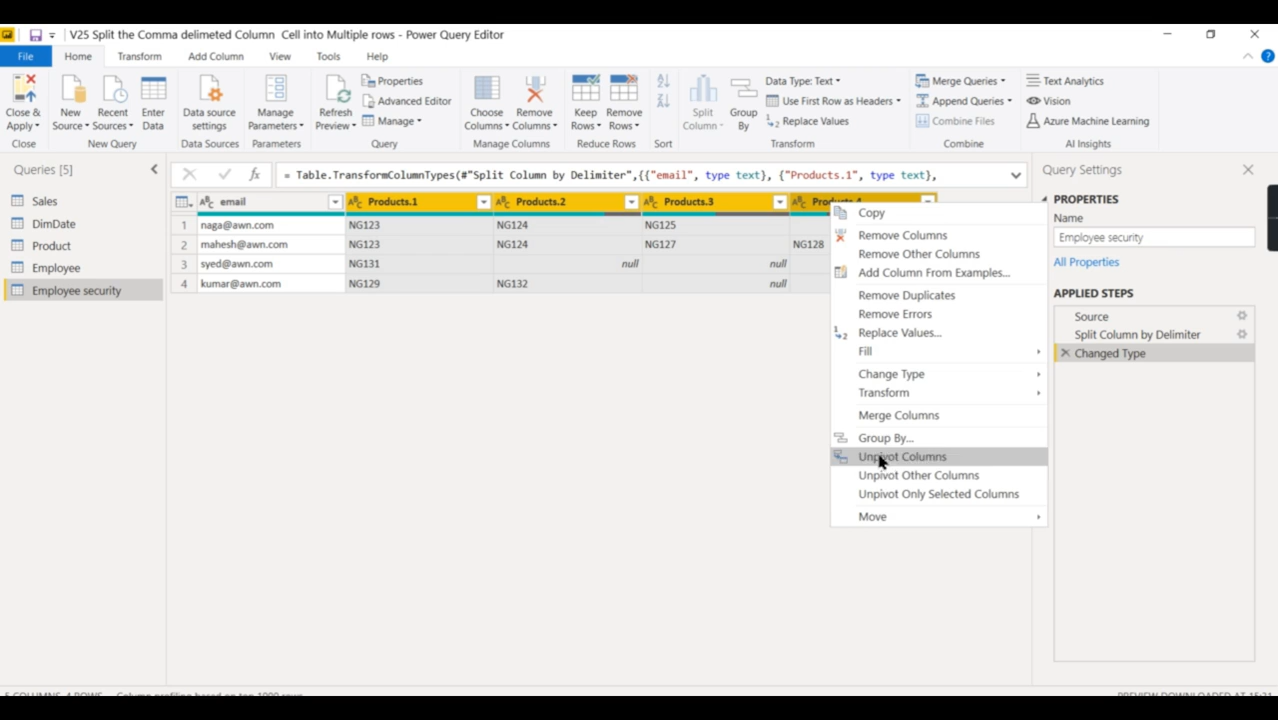 V25 Split the Comma delimeted Column  Cell into Multiple rows - Power Query Editor
File Home Transform Add Column View Tools Help
Close & Apply
New Source
Recent Sources
Enter Data
Data source settings
Manage Parameters
Refresh Preview
Properties
Advanced Editor
Manage
Choose Columns
Remove Columns
Keep Rows
Remove Rows
Split Column
Group By
Data Type: Text
Use First Row as Headers
Replace Values
Merge Queries
Append Queries
Combine Files
Text Analytics
Vision
Azure Machine Learning
Close New Query Data Sources Parameters Query Manage Columns Reduce Rows Sort Transform Combine AI Insights
Queries [5]
Sales
DimDate
Product
Employee
Employee security
= Table.TransformColumnTypes(#"Split Column by Delimiter",{{"email", type text}, {"Products.1", type text},
email Products.1 Products.2 Products.3
1 naga@awn.com NG123 NG124 NG125
2 mahesh@awn.com NG123 NG124 NG127 NG128
3 syed@awn.com NG131 null null
4 kumar@awn.com NG129 NG132 null
Copy
Remove Columns
Remove Other Columns
Add Column From Examples...
Remove Duplicates
Remove Errors
Replace Values...
Fill
Change Type
Transform
Merge Columns
Group By...
Unpivot Columns
Unpivot Other Columns
Unpivot Only Selected Columns
Move
Query Settings
PROPERTIES
Name
Employee security
All Properties
APPLIED STEPS
Source
Split Column by Delimiter
Changed Type